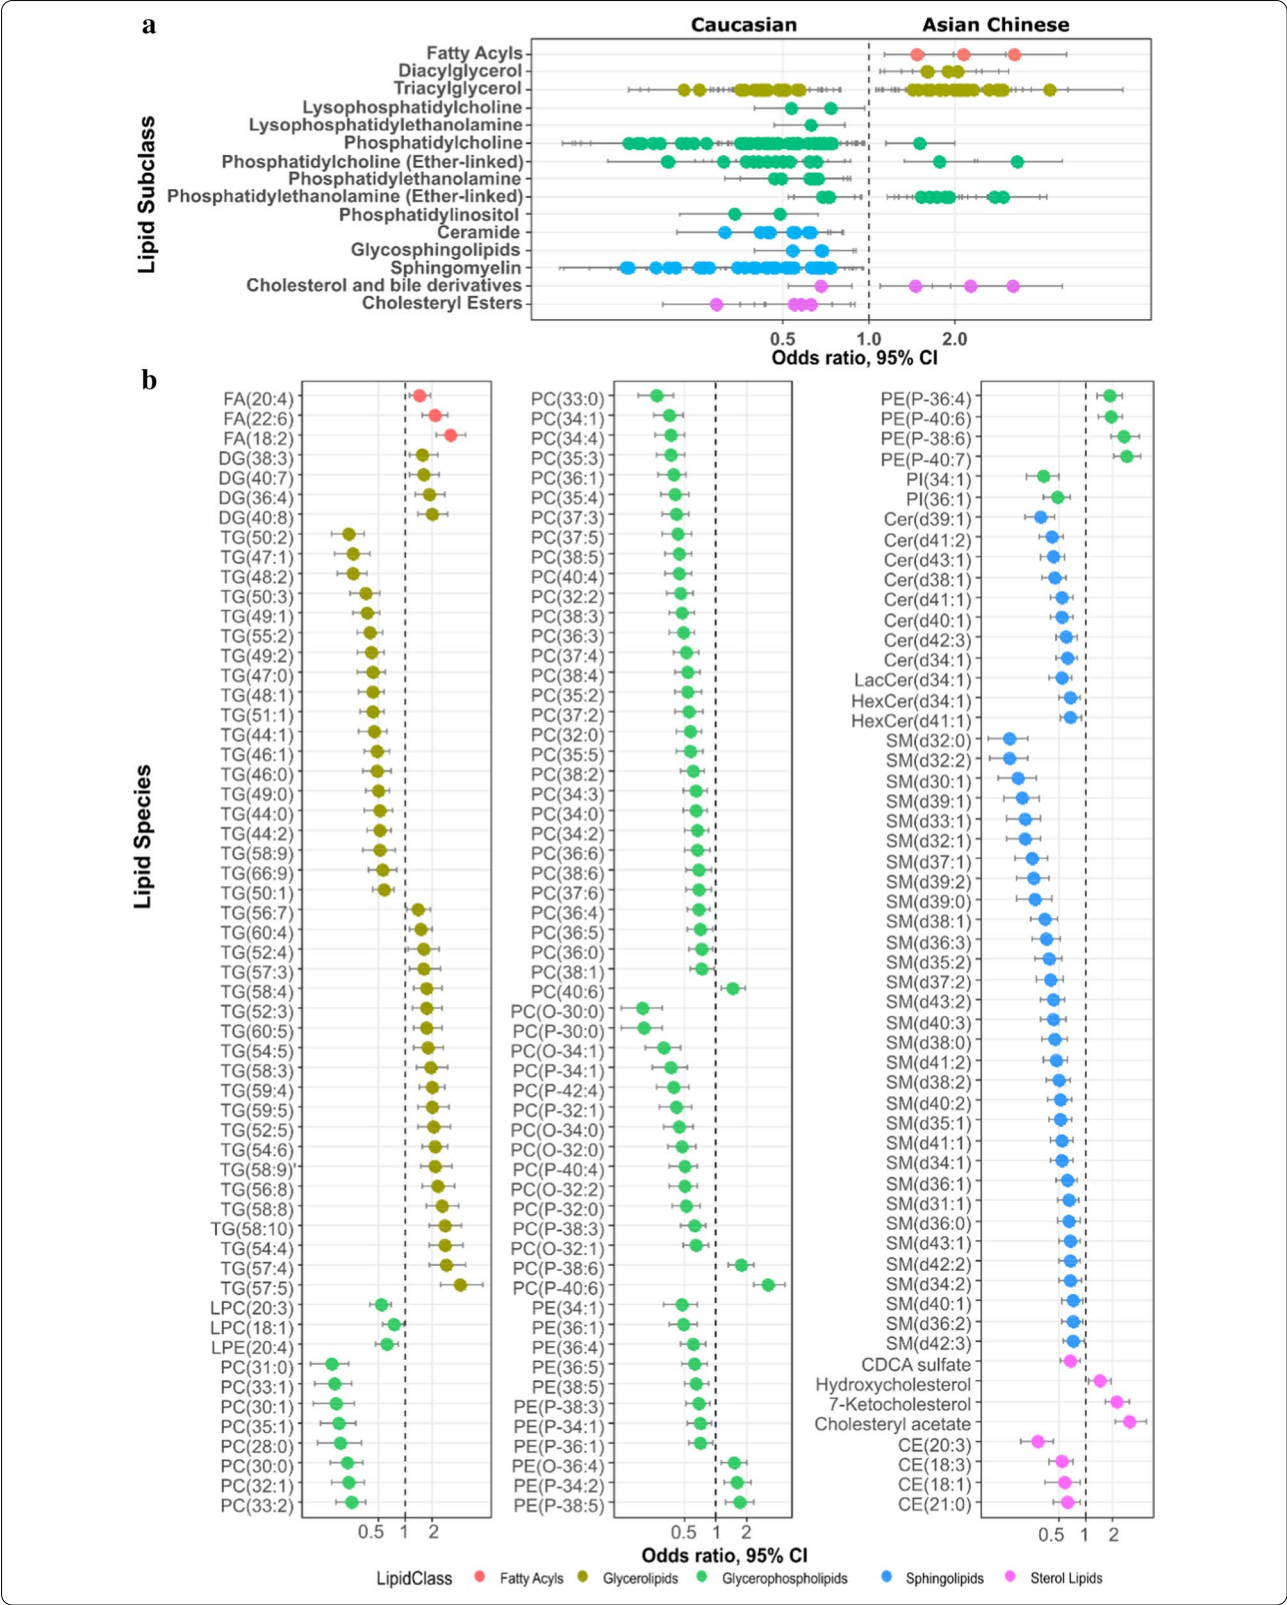 a
Caucasian
Asian Chinese
Lipid Subclass
Fatty Acyls
Diacylglycerol
Triacylglycerol
Lysophosphatidylcholine
Lysophosphatidylethanolamine
Phosphatidylcholine
Phosphatidylcholine (Ether-linked)
Phosphatidylethanolamine
Phosphatidylethanolamine (Ether-linked)
Phosphatidylinositol
Ceramide
Glycosphingolipids
Sphingomyelin
Cholesterol and bile derivatives
Cholesteryl Esters
0.5 1.0 2.0
Odds ratio, 95% CI
b
Lipid Species
FA(20:4)
FA(22:6)
FA(18:2)
DG(38:3)
DG(40:7)
DG(36:4)
DG(40:8)
TG(50:2)
TG(47:1)
TG(48:2)
TG(50:3)
TG(49:1)
TG(55:2)
TG(49:2)
TG(47:0)
TG(48:1)
TG(51:1)
TG(44:1)
TG(46:1)
TG(46:0)
TG(49:0)
TG(44:0)
TG(44:2)
TG(58:9)
TG(66:9)
TG(50:1)
TG(56:7)
TG(60:4)
TG(52:4)
TG(57:3)
TG(58:4)
TG(52:3)
TG(60:5)
TG(54:5)
TG(58:3)
TG(59:4)
TG(59:5)
TG(52:5)
TG(54:6)
TG(58:9)'
TG(56:8)
TG(58:8)
TG(58:10)
TG(54:4)
TG(57:4)
TG(57:5)
LPC(20:3)
LPC(18:1)
LPE(20:4)
PC(31:0)
PC(33:1)
PC(30:1)
PC(35:1)
PC(28:0)
PC(30:0)
PC(32:1)
PC(33:2)
0.5 1 2
PC(33:0)
PC(34:1)
PC(34:4)
PC(35:3)
PC(36:1)
PC(35:4)
PC(37:3)
PC(37:5)
PC(38:5)
PC(40:4)
PC(32:2)
PC(38:3)
PC(36:3)
PC(37:4)
PC(38:4)
PC(35:2)
PC(37:2)
PC(32:0)
PC(35:5)
PC(38:2)
PC(34:3)
PC(34:0)
PC(34:2)
PC(36:6)
PC(38:6)
PC(37:6)
PC(36:4)
PC(36:5)
PC(36:0)
PC(38:1)
PC(40:6)
PC(O-30:0)
PC(P-30:0)
PC(O-34:1)
PC(P-34:1)
PC(P-42:4)
PC(P-32:1)
PC(O-34:0)
PC(O-32:0)
PC(P-40:4)
PC(O-32:2)
PC(P-32:0)
PC(P-38:3)
PC(O-32:1)
PC(P-38:6)
PC(P-40:6)
PE(34:1)
PE(36:1)
PE(36:4)
PE(36:5)
PE(38:5)
PE(P-38:3)
PE(P-34:1)
PE(P-36:1)
PE(O-36:4)
PE(P-34:2)
PE(P-38:5)
0.5 1 2
PE(P-36:4)
PE(P-40:6)
PE(P-38:6)
PE(P-40:7)
PI(34:1)
PI(36:1)
Cer(d39:1)
Cer(d41:2)
Cer(d43:1)
Cer(d38:1)
Cer(d41:1)
Cer(d40:1)
Cer(d42:3)
Cer(d34:1)
LacCer(d34:1)
HexCer(d34:1)
HexCer(d41:1)
SM(d32:0)
SM(d32:2)
SM(d30:1)
SM(d39:1)
SM(d33:1)
SM(d32:1)
SM(d37:1)
SM(d39:2)
SM(d39:0)
SM(d38:1)
SM(d36:3)
SM(d35:2)
SM(d37:2)
SM(d43:2)
SM(d40:3)
SM(d38:0)
SM(d41:2)
SM(d38:2)
SM(d40:2)
SM(d35:1)
SM(d41:1)
SM(d34:1)
SM(d36:1)
SM(d31:1)
SM(d36:0)
SM(d43:1)
SM(d42:2)
SM(d34:2)
SM(d40:1)
SM(d36:2)
SM(d42:3)
CDCA sulfate
Hydroxycholesterol
7-Ketocholesterol
Cholesteryl acetate
CE(20:3)
CE(18:3)
CE(18:1)
CE(21:0)
0.5 1 2
Odds ratio, 95% CI
LipidClass Fatty Acyls Glycerolipids Glycerophospholipids Sphingolipids Sterol Lipids